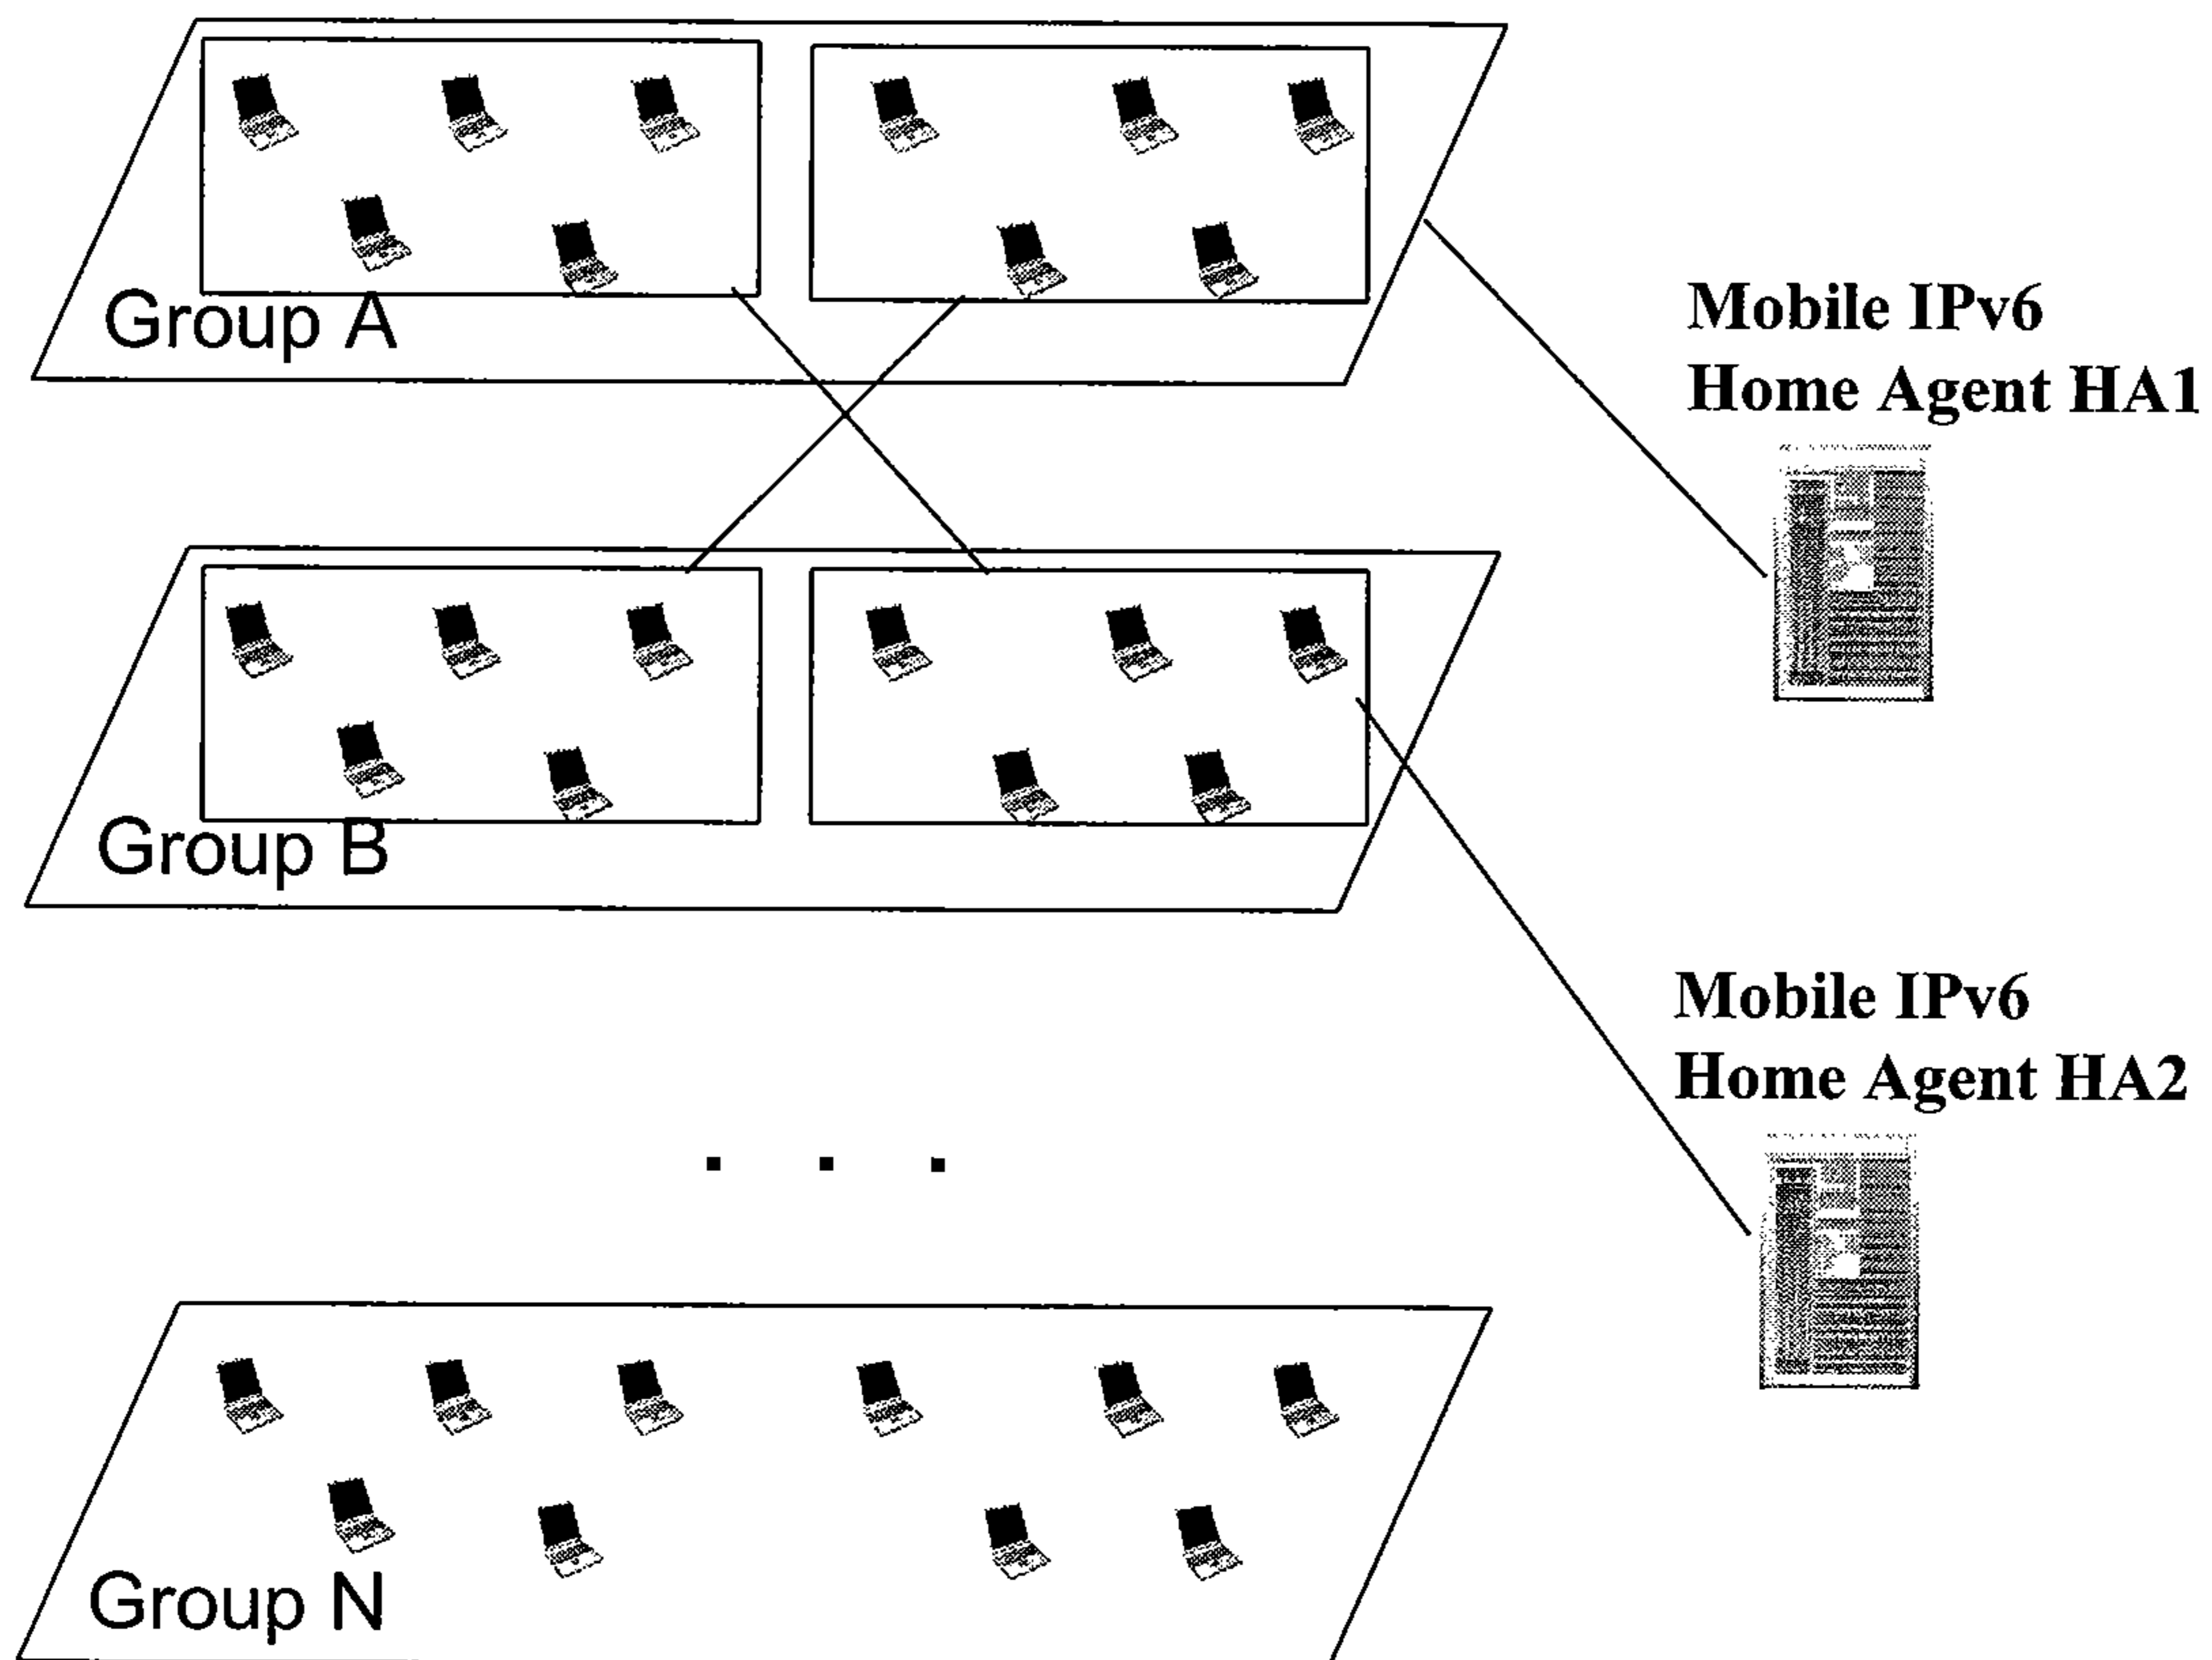 Group A
Mobile IPv6
Home Agent HA1
Group B
Mobile IPv6
Home Agent HA2
. . .
Group N